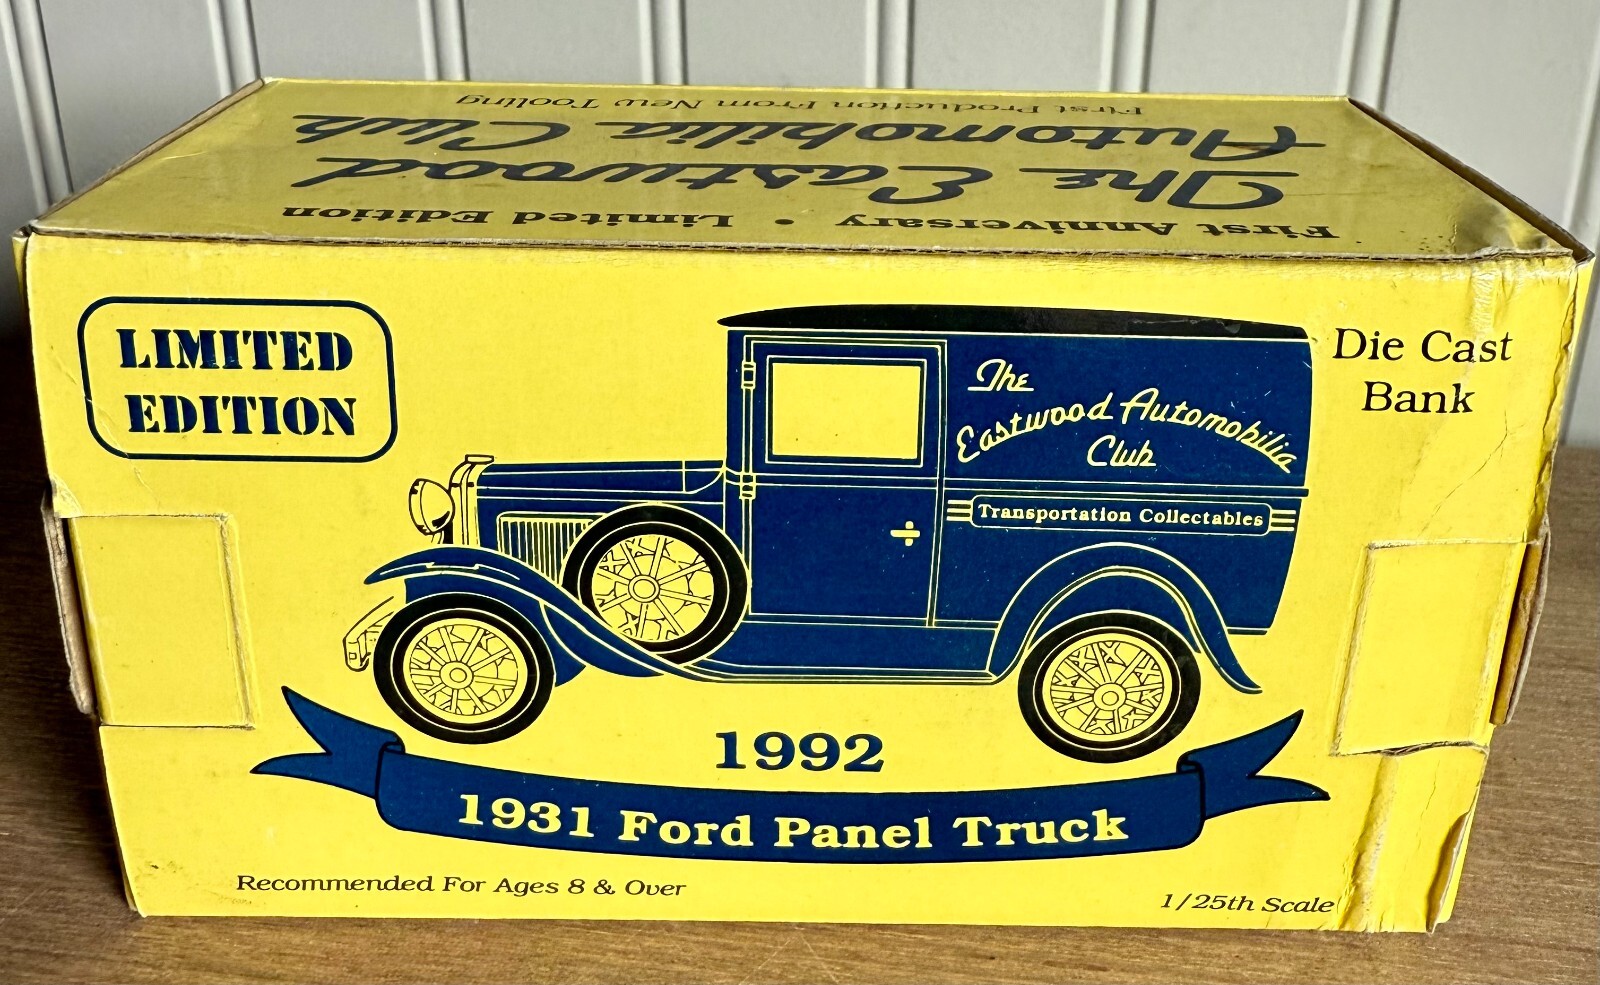 First Production From New Tooling
The Eastwood
Automobilia Club
First Anniversary • Limited Edition
LIMITED
EDITION
The
Eastwood Automobilia
Club
Transportation Collectables
Die Cast
Bank
1992
1931 Ford Panel Truck
Recommended For Ages 8 & Over
1/25th Scale